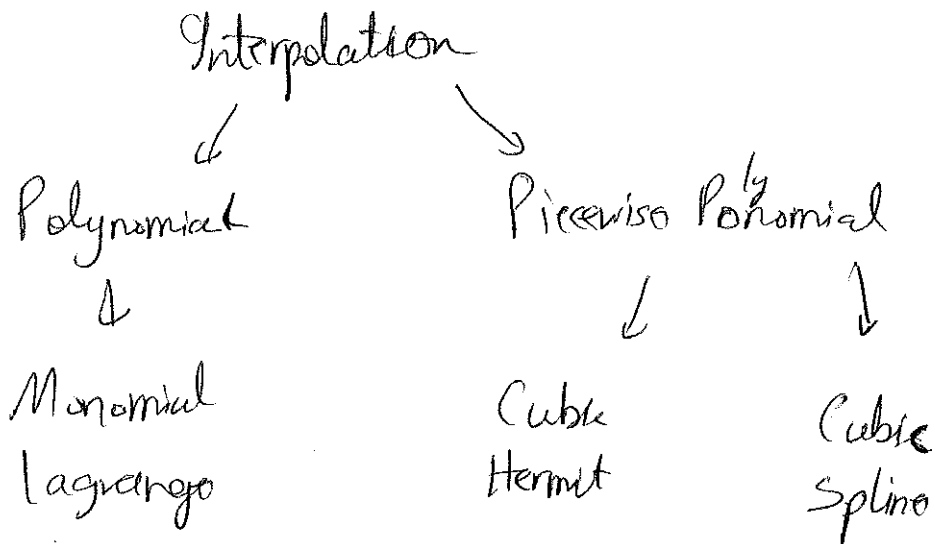 Interpolation
Polynomial
Piecewise Polynomial
Monomial
Lagrange
Cubic
Hermit
Cubic
Spline